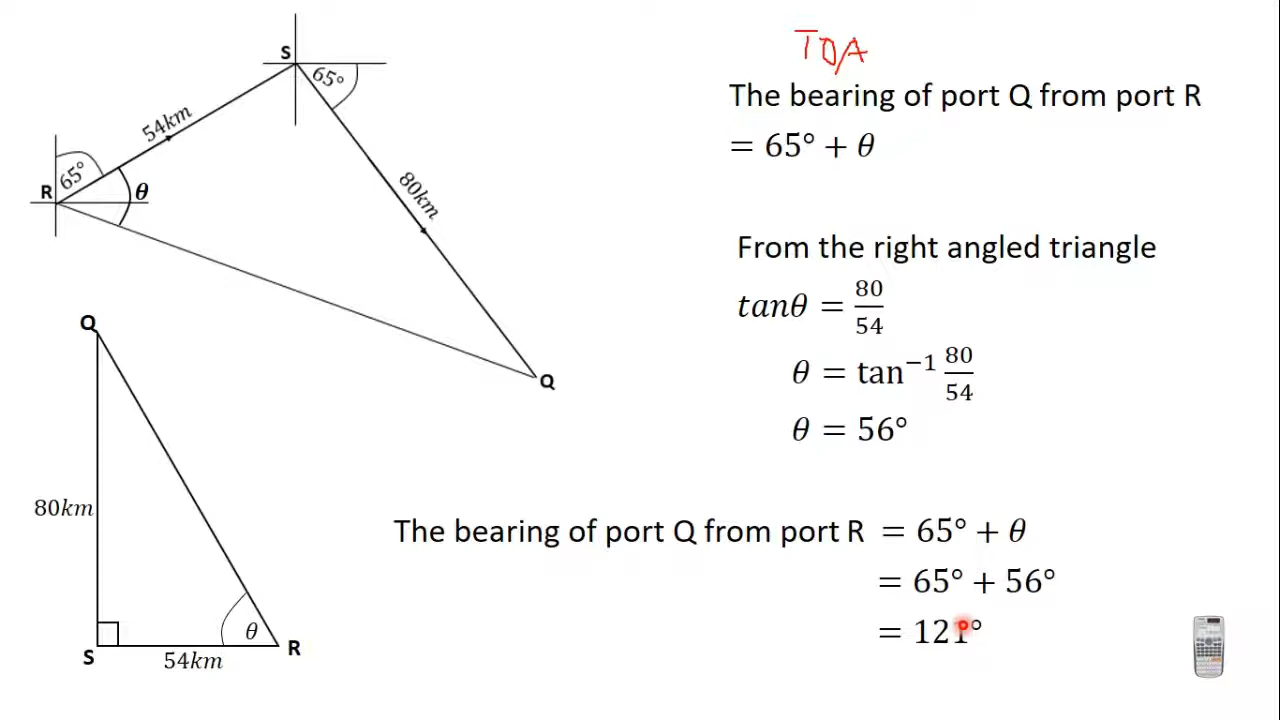 TOA
The bearing of port Q from port R
= 65° + θ
S
65°
54km
65°
R
θ
80km
Q
From the right angled triangle
tanθ = 80/54
θ = tan⁻¹ 80/54
θ = 56°
Q
80km
θ
S
54km
R
The bearing of port Q from port R = 65° + θ
= 65° + 56°
= 121°